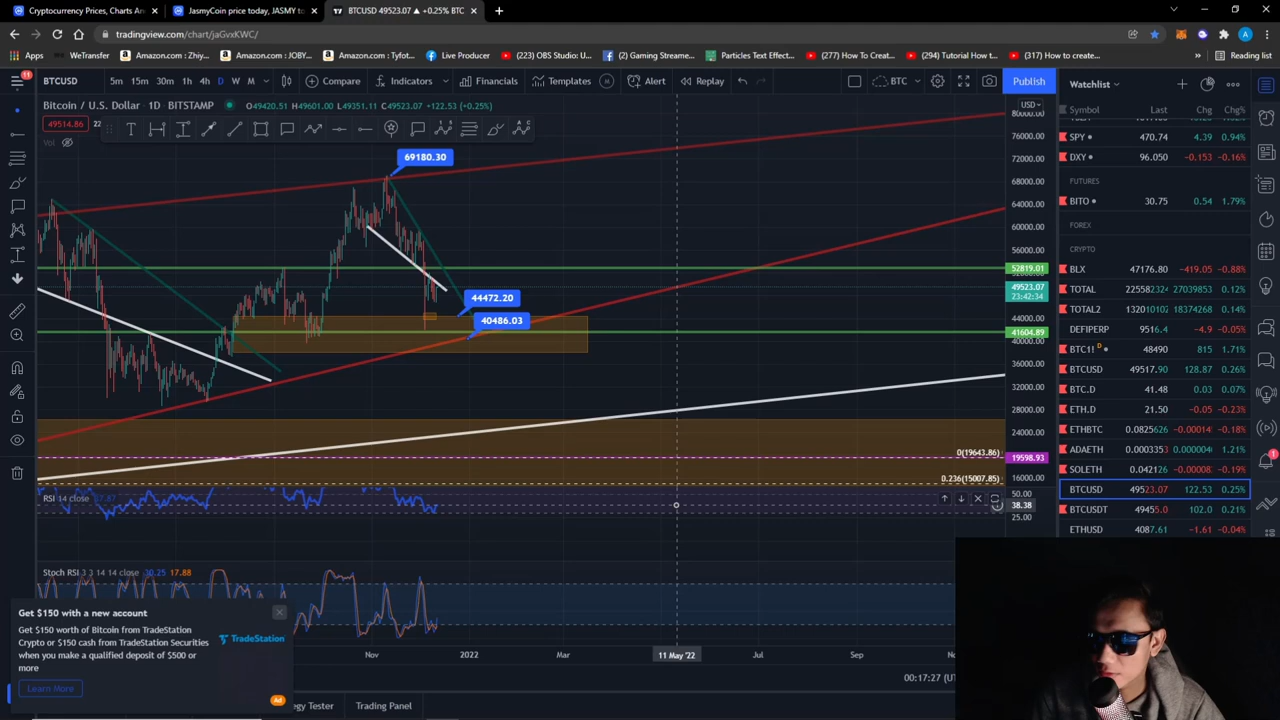 Cryptocurrency Prices, Charts An
JasmyCoin price today, JASMY to
BTCUSD 49523.07 ▲ +0.25% BTC
tradingview.com/chart/jaGvxKWC/
Apps
WeTransfer
Amazon.com : Zhiy...
Amazon.com : JOBY...
Amazon.com : Tyfot...
Live Producer
(223) OBS Studio: U...
(2) Gaming Streame...
Particles Text Effect...
(277) How To Creat...
(294) Tutorial How t...
(317) How to create...
»
Reading list
11
BTCUSD
5m 15m 30m 1h 4h D W M
Compare
Indicators
Financials
Templates
Alert
Replay
BTC
Publish
Watchlist
Bitcoin / U.S. Dollar 1D BITSTAMP
O49420.51 H49601.00 L49351.11 C49523.07 +122.53 (+0.25%)
49514.86
22
Vol
USD
80000.00
76000.00
72000.00
68000.00
64000.00
60000.00
56000.00
52819.01
49523.07
23:42:34
44000.00
41604.89
40000.00
36000.00
32000.00
28000.00
24000.00
19598.93
16000.00
69180.30
44472.20
40486.03
0(19643.86)
0.236(15007.85)
RSI 14 close
50.00
38.38
25.00
Stoch RSI 3 3 14 14 close 30.25 17.88
Nov
2022
Mar
11 May '22
Jul
Sep
Symbol Last Chg Chg%
SPY 470.74 4.39 0.94%
DXY 96.050 -0.153 -0.16%
FUTURES
BITO 30.75 0.54 1.79%
FOREX
CRYPTO
BLX 47176.80 -419.05 -0.88%
TOTAL 22558232 27039852 0.12%
TOTAL2 13200107 18374268 0.14%
DEFIPERP 9516.4 -4.9 -0.05%
BTC1! D 48490 815 1.71%
BTCUSD 49517.90 128.87 0.26%
BTC.D 41.48 0.03 0.07%
ETH.D 21.50 -0.05 -0.23%
ETHBTC 0.0825626 -0.00014 -0.18%
ADAETH 0.0003353 0.000004 1.21%
SOLETH 0.042126 -0.00008 -0.19%
BTCUSD 49523.07 122.53 0.25%
BTCUSDT 49455.0 102.0 0.21%
ETHUSD 4087.61 -1.61 -0.04%
Get $150 with a new account
Get $150 worth of Bitcoin from TradeStation
Crypto or $150 cash from TradeStation Securities
when you make a qualified deposit of $500 or
more
TradeStation
Learn More
Ad
00:17:27 (UT
egy Tester
Trading Panel